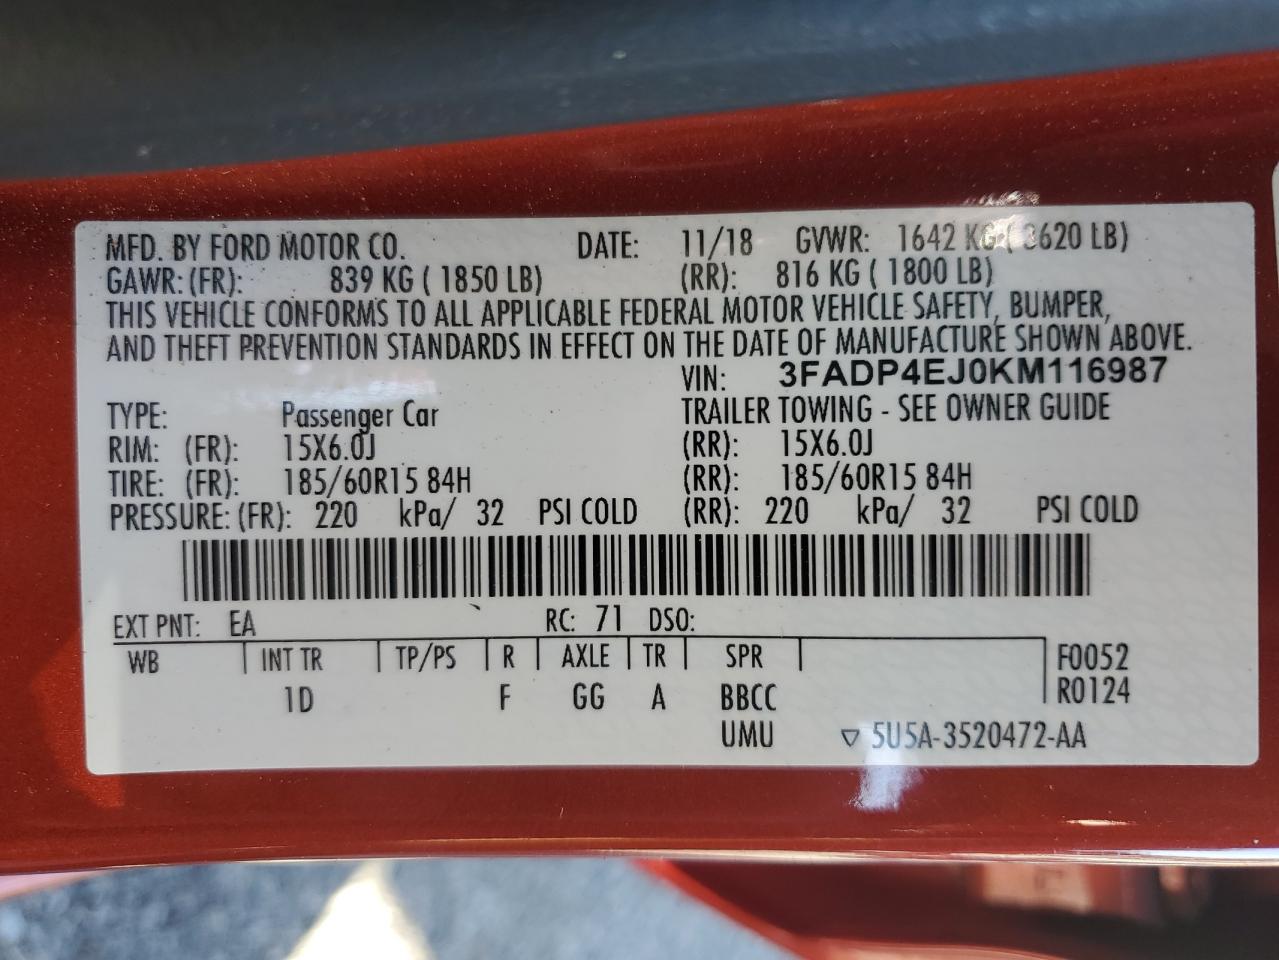 MFD. BY FORD MOTOR CO. DATE: 11/18 GVWR: 1642 KG ( 3620 LB)
GAWR: (FR): 839 KG ( 1850 LB) (RR): 816 KG ( 1800 LB)
THIS VEHICLE CONFORMS TO ALL APPLICABLE FEDERAL MOTOR VEHICLE SAFETY, BUMPER,
AND THEFT PREVENTION STANDARDS IN EFFECT ON THE DATE OF MANUFACTURE SHOWN ABOVE.
VIN: 3FADP4EJ0KM116987
TYPE: Passenger Car TRAILER TOWING - SEE OWNER GUIDE
RIM: (FR): 15X6.0J (RR): 15X6.0J
TIRE: (FR): 185/60R15 84H (RR): 185/60R15 84H
PRESSURE: (FR): 220 kPa/ 32 PSI COLD (RR): 220 kPa/ 32 PSI COLD
EXT PNT: EA RC: 71 DSO:
WB INT TR TP/PS R AXLE TR SPR F0052
1D F GG A BBCC R0124
UMU ▽ 5U5A-3520472-AA